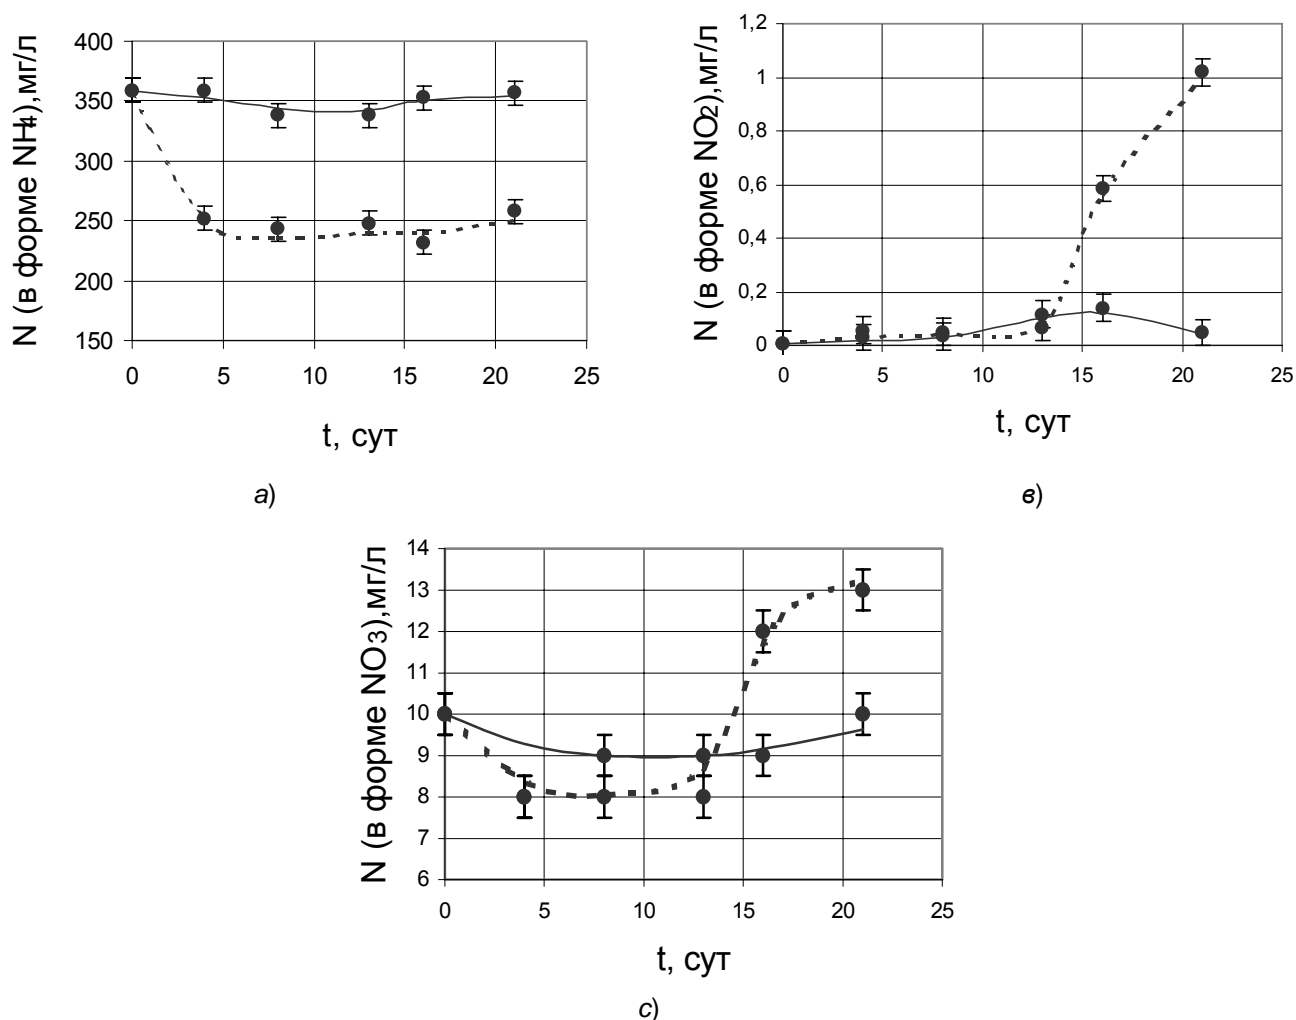 N (в форме NH4),мг/л
400
350
300
250
200
150
0 5 10 15 20 25
t, сут
а)
N (в форме NO2),мг/л
1,2
1
0,8
0,6
0,4
0,2
0
0 5 10 15 20 25
t, сут
в)
N (в форме NO3),мг/л
14
13
12
11
10
9
8
7
6
0 5 10 15 20 25
t, сут
с)